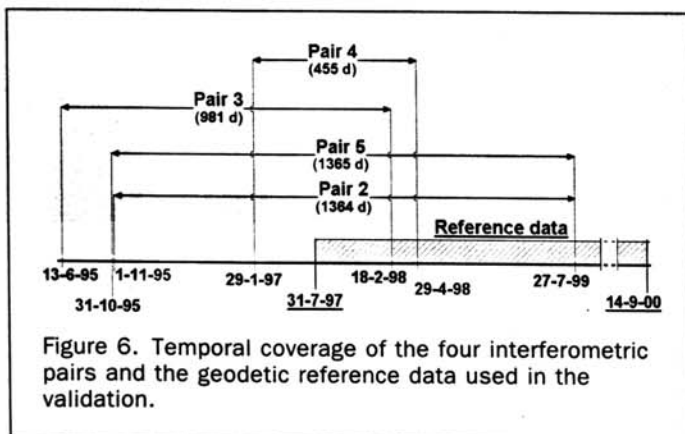 Pair 4
(455 d)
Pair 3
(981 d)
Pair 5
(1365 d)
Pair 2
(1364 d)
Reference data
13-6-95 1-11-95 29-1-97 18-2-98 27-7-99
31-10-95 31-7-97 29-4-98 14-9-00
Figure 6. Temporal coverage of the four interferometric
pairs and the geodetic reference data used in the
validation.